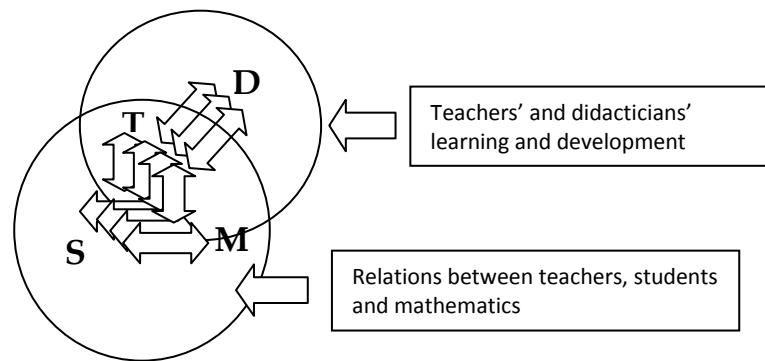 D
T
Teachers’ and didacticians’
learning and development
S
M
Relations between teachers, students
and mathematics